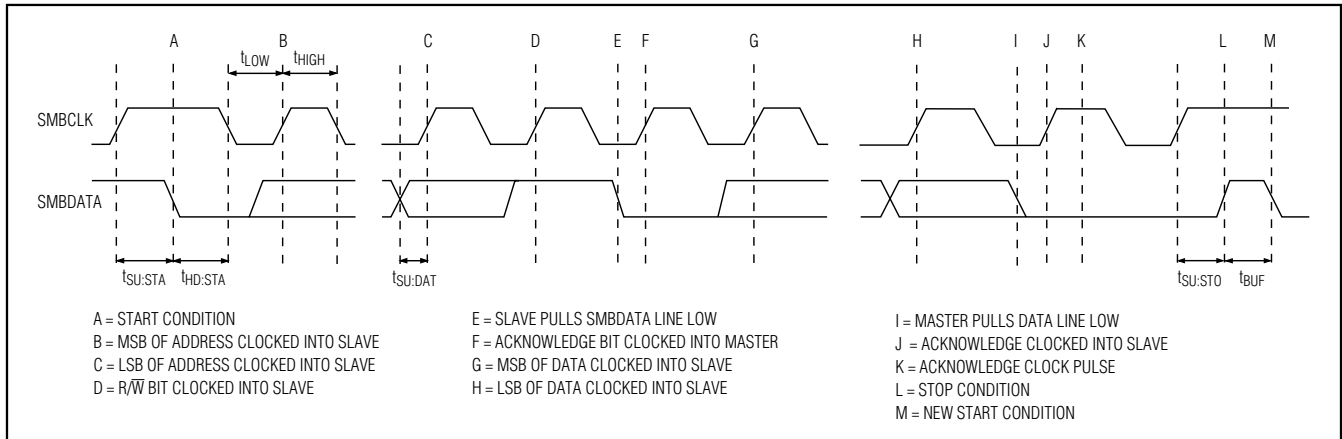 A B C D E F G H I J K L M
tLOW tHIGH
SMBCLK
SMBDATA
tSU:STA tHD:STA tSU:DAT tSU:STO tBUF
A = START CONDITION
B = MSB OF ADDRESS CLOCKED INTO SLAVE
C = LSB OF ADDRESS CLOCKED INTO SLAVE
D = R/W̅ BIT CLOCKED INTO SLAVE
E = SLAVE PULLS SMBDATA LINE LOW
F = ACKNOWLEDGE BIT CLOCKED INTO MASTER
G = MSB OF DATA CLOCKED INTO SLAVE
H = LSB OF DATA CLOCKED INTO SLAVE
I = MASTER PULLS DATA LINE LOW
J = ACKNOWLEDGE CLOCKED INTO SLAVE
K = ACKNOWLEDGE CLOCK PULSE
L = STOP CONDITION
M = NEW START CONDITION